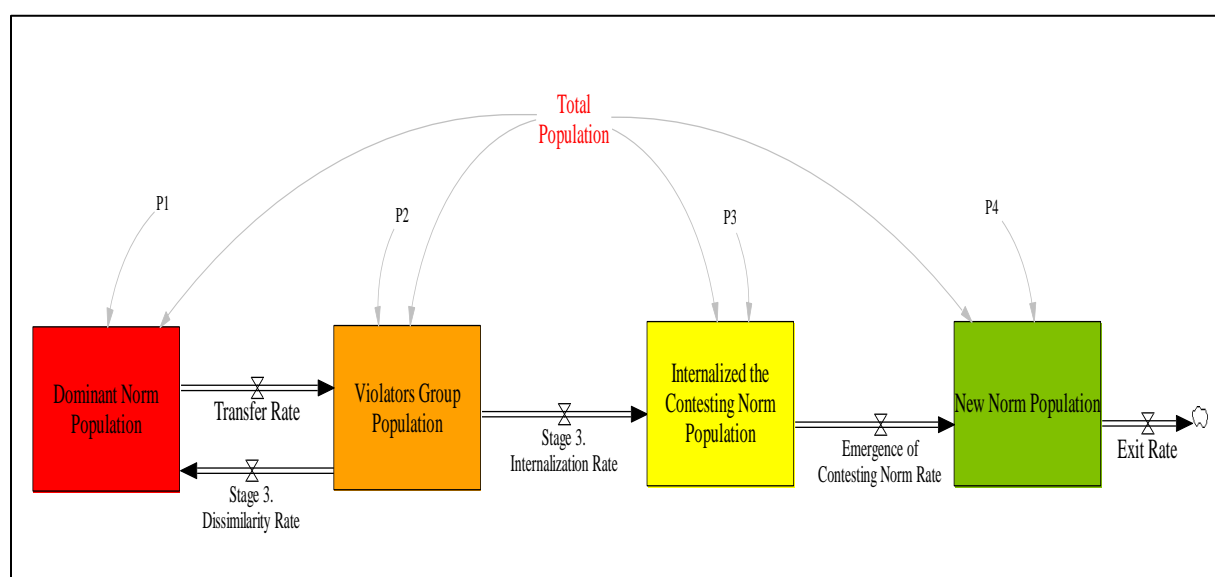 Total
Population
P1
P2
P3
P4
Dominant Norm
Population
Transfer Rate
Stage 3.
Dissimilarity Rate
Violators Group
Population
Stage 3.
Internalization Rate
Internalized the
Contesting Norm
Population
Emergence of
Contesting Norm Rate
New Norm Population
Exit Rate